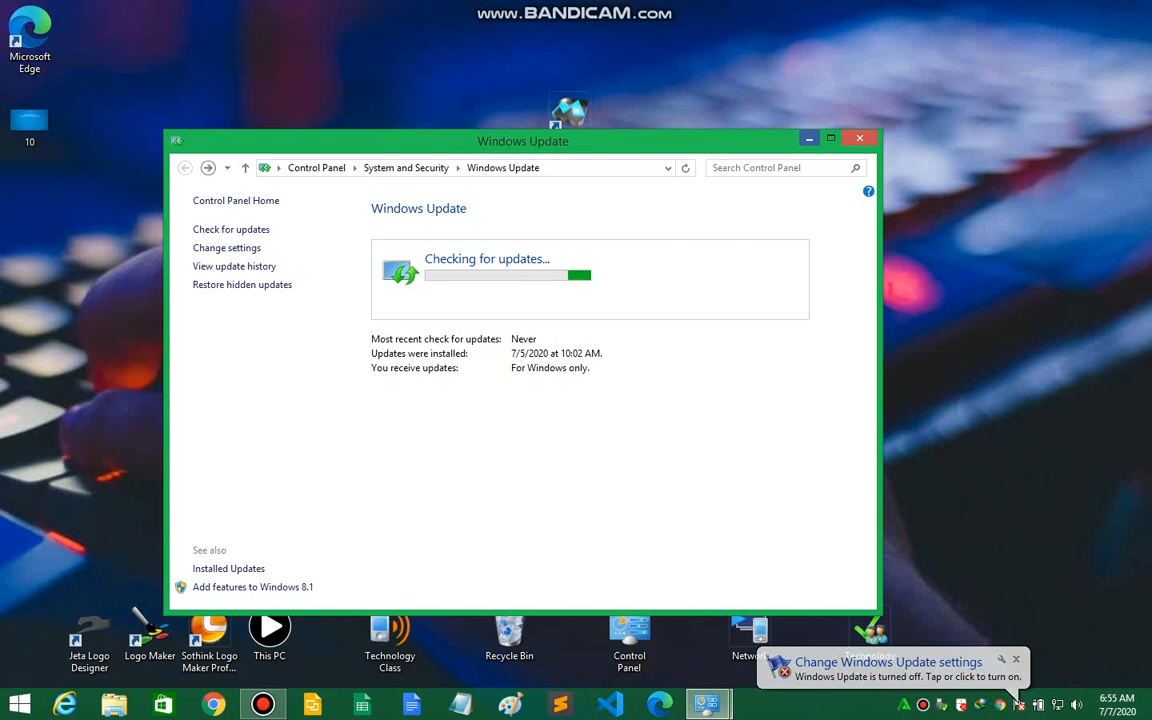 www.BANDICAM.com
Microsoft
Edge
10
Windows Update
Control Panel
System and Security
Windows Update
Search Control Panel
Control Panel Home
Check for updates
Change settings
View update history
Restore hidden updates
Windows Update
Checking for updates...
Most recent check for updates: Never
Updates were installed: 7/5/2020 at 10:02 AM.
You receive updates: For Windows only.
See also
Installed Updates
Add features to Windows 8.1
Jeta Logo
Designer
Logo Maker
Sothink Logo
Maker Prof...
This PC
Technology
Class
Recycle Bin
Control
Panel
Change Windows Update settings
Windows Update is turned off. Tap or click to turn on.
6:55 AM
7/7/2020